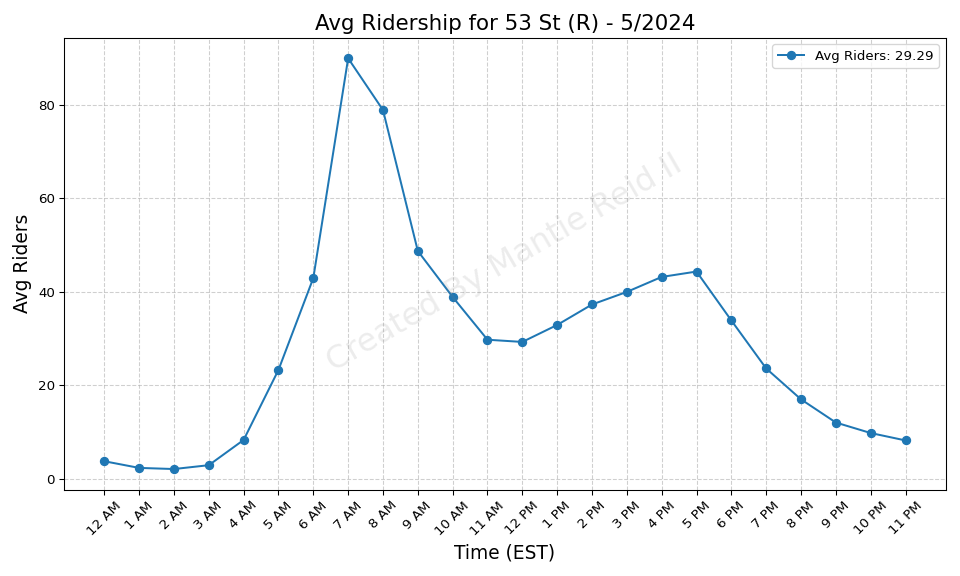 Avg Ridership for 53 St (R) - 5/2024
Avg Riders: 29.29
Created By Mantie Reid II
Avg Riders
80
60
40
20
0
12 AM 1 AM 2 AM 3 AM 4 AM 5 AM 6 AM 7 AM 8 AM 9 AM 10 AM 11 AM 12 PM 1 PM 2 PM 3 PM 4 PM 5 PM 6 PM 7 PM 8 PM 9 PM 10 PM 11 PM
Time (EST)